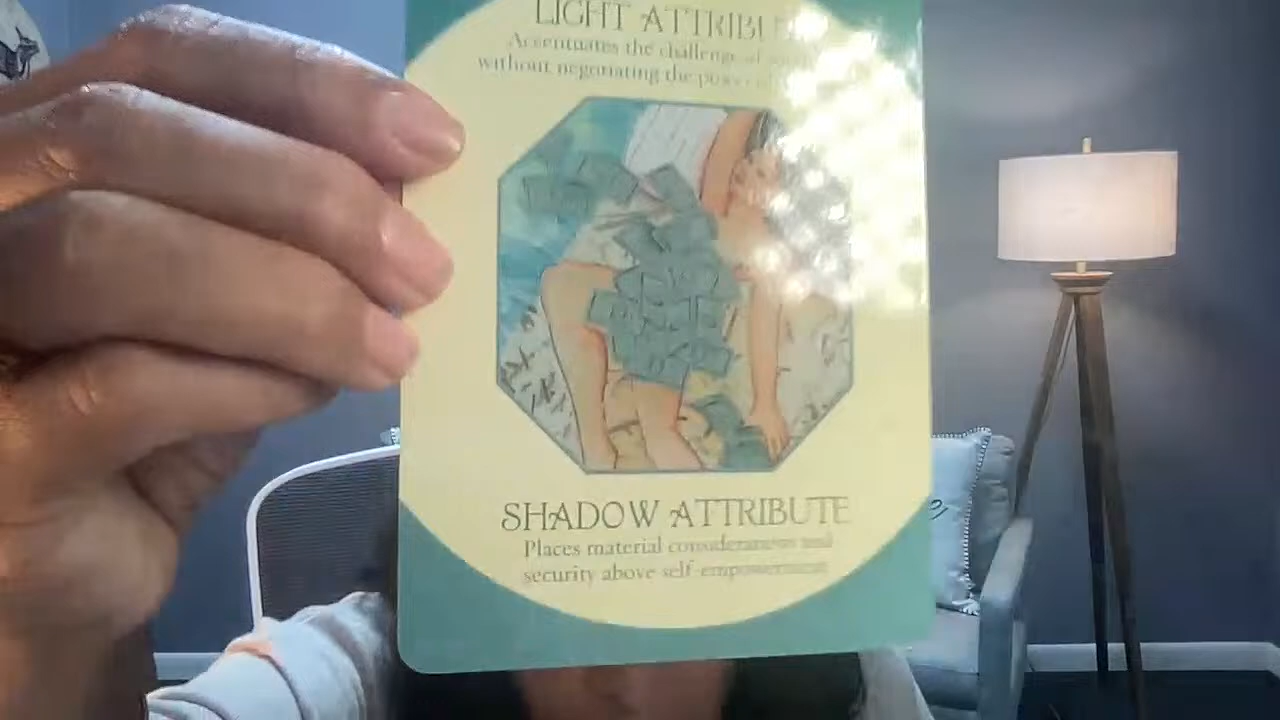 LIGHT ATTRIBU
Accentuates the challenge of
without negotiating the power
SHADOW ATTRIBUTE
Places material considerations and
security above self-empowerment